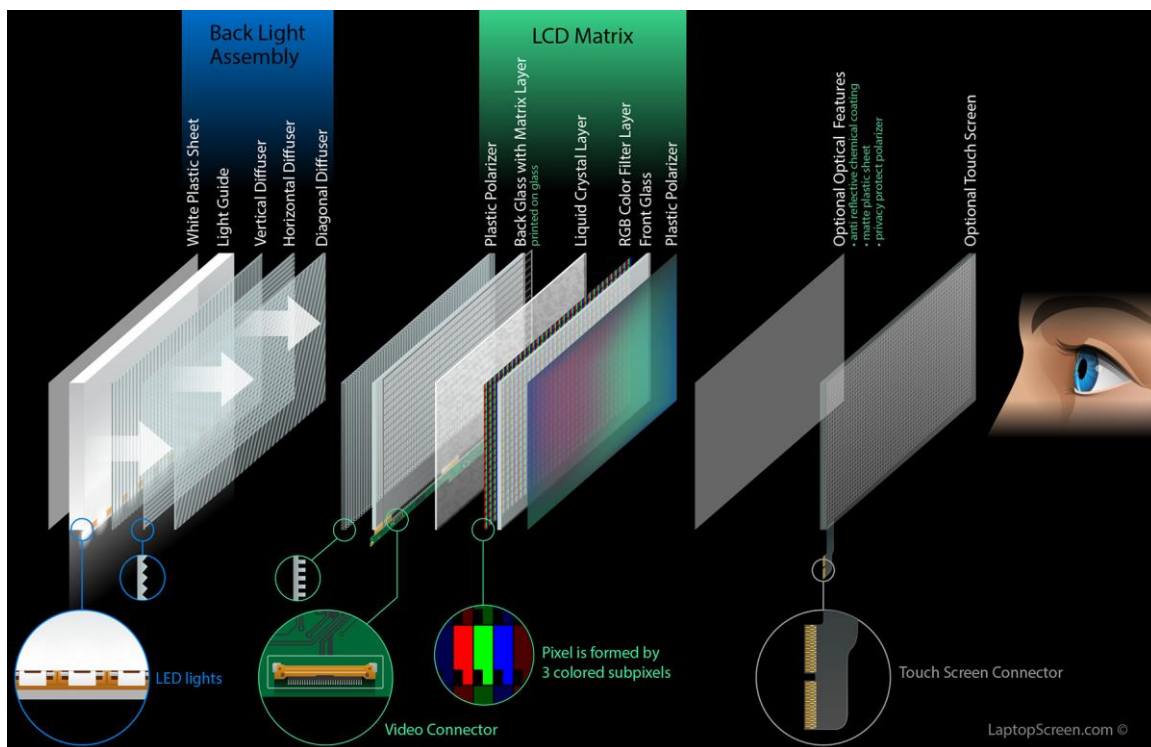 Back Light
Assembly
LCD Matrix
White Plastic Sheet
Light Guide
Vertical Diffuser
Horizontal Diffuser
Diagonal Diffuser
Plastic Polarizer
Back Glass with Matrix Layer
printed on glass
Liquid Crystal Layer
RGB Color Filter Layer
Front Glass
Plastic Polarizer
Optional Optical Features
• anti reflective chemical coating
• matte plastic sheet
• privacy protect polarizer
Optional Touch Screen
LED lights
Video Connector
Pixel is formed by
3 colored subpixels
Touch Screen Connector
LaptopScreen.com ©